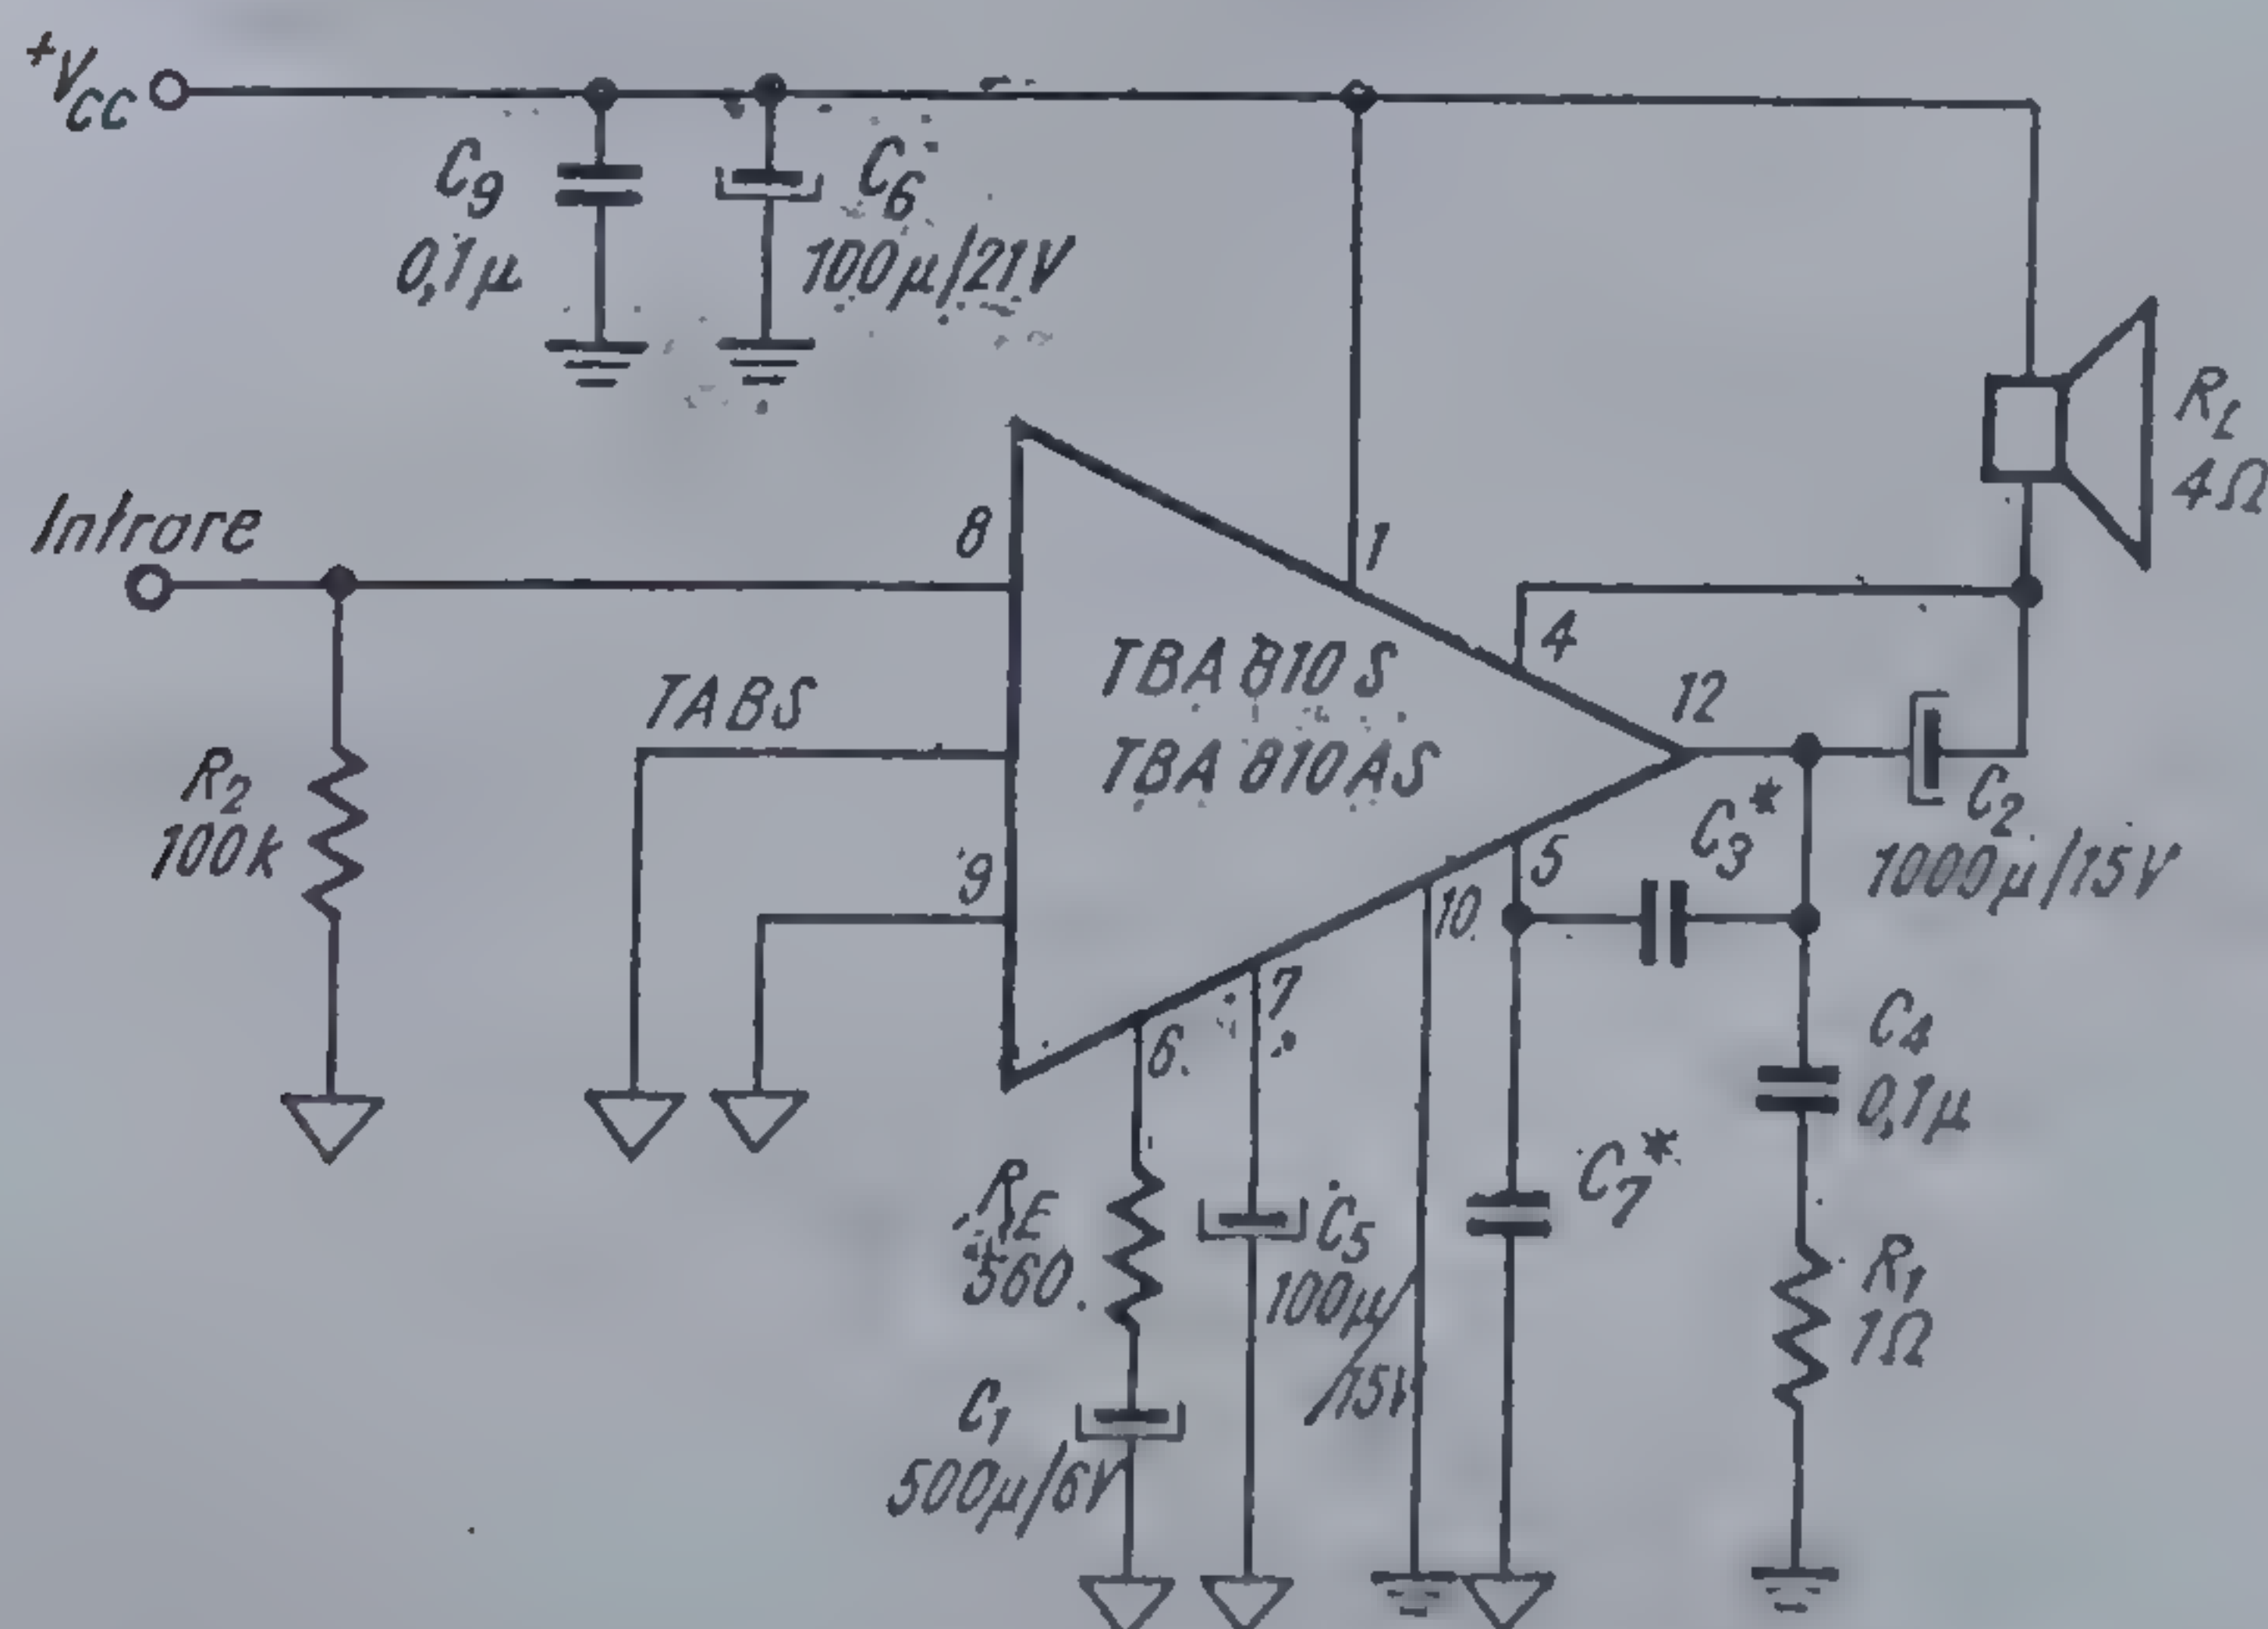 +VCC
C9
0,1µ
C6
100µ/21V
RL
4Ω
Intrare
8
1
4
12
TABS
TBA 810 S
TBA 810 AS
R2
100k
9
C3*
C2
1000µ/15V
5
10
7
6
C4
0,1µ
C7*
RE
560
C5
100µ/
/15V
R1
1Ω
C1
500µ/6V